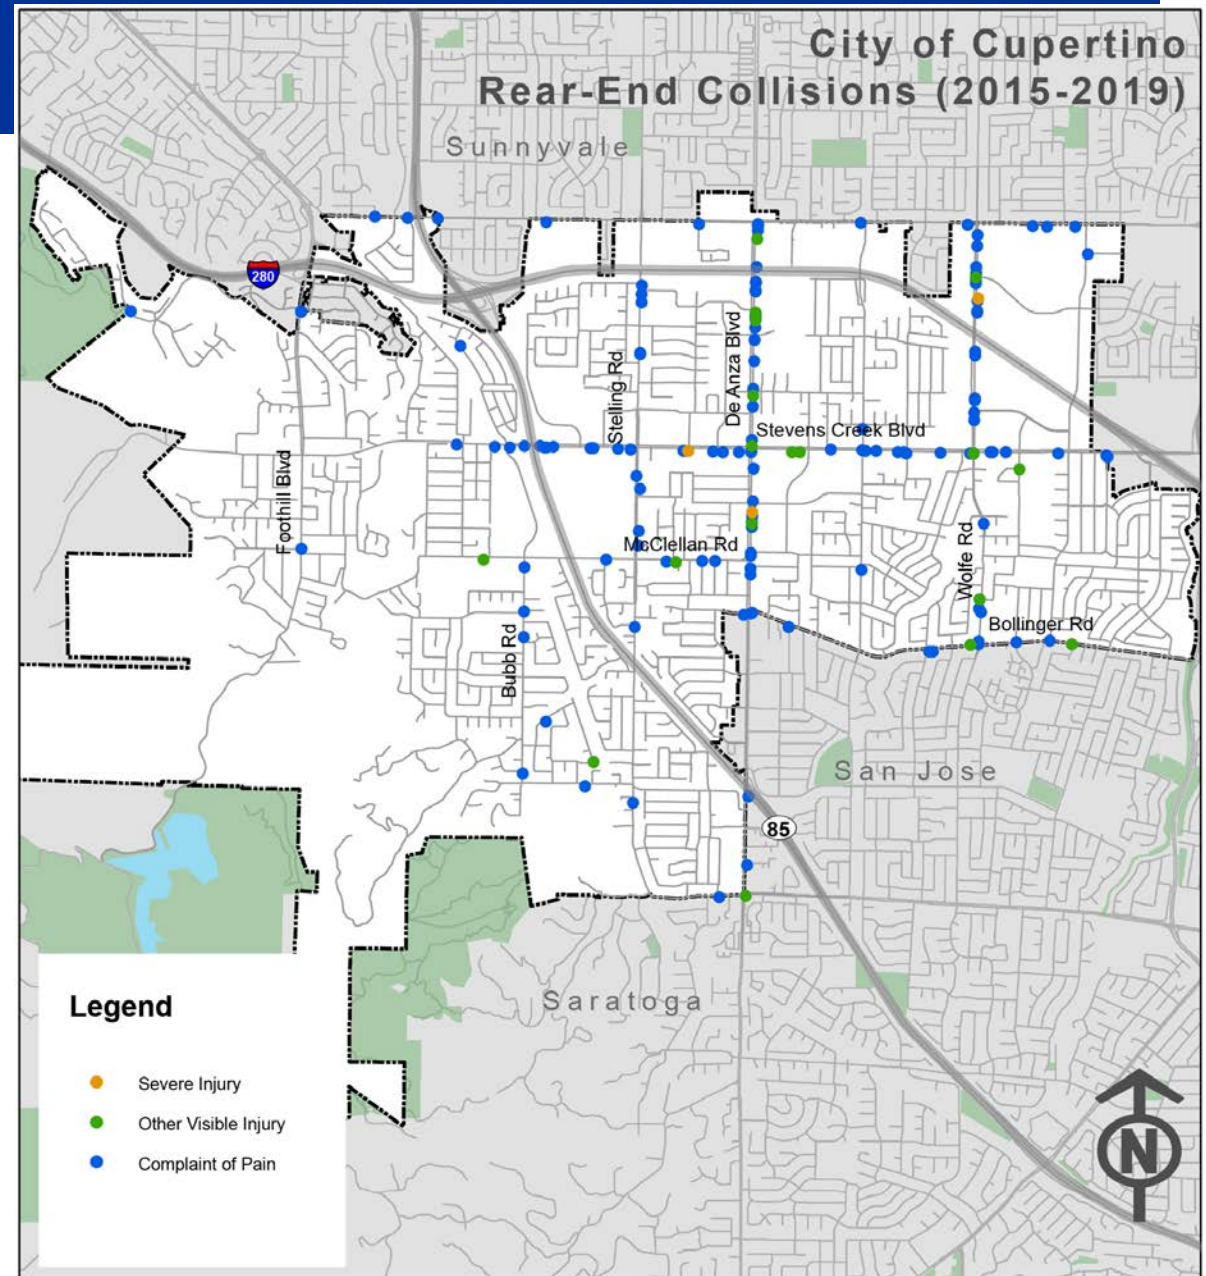 City of Cupertino
Rear-End Collisions (2015-2019)
Sunnyvale
280
De Anza Blvd
Stelling Rd
Stevens Creek Blvd
Foothill Blvd
McClellan Rd
Wolfe Rd
Bollinger Rd
Bubb Rd
San Jose
85
Saratoga
Legend
Severe Injury
Other Visible Injury
Complaint of Pain
N